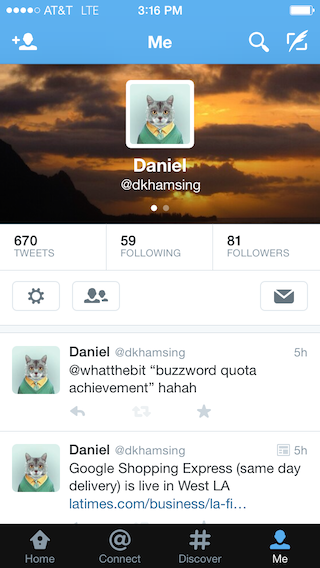 AT&T LTE 3:16 PM
Me
Daniel
@dkhamsing
670 59 81
TWEETS FOLLOWING FOLLOWERS
Daniel @dkhamsing 5h
@whatthebit “buzzword quota
achievement” hahah
Daniel @dkhamsing 5h
Google Shopping Express (same day
delivery) is live in West LA
latimes.com/business/la-fi…
Home Connect Discover Me